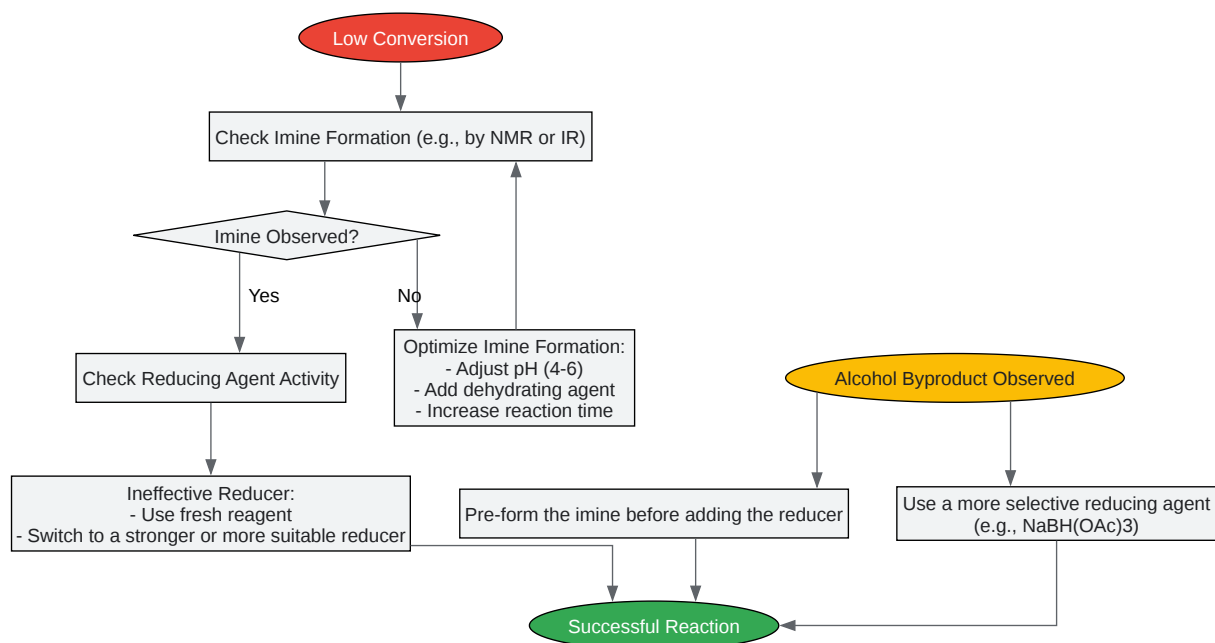 Low Conversion
Check Imine Formation (e.g., by NMR or IR)
Imine Observed?
Yes
No
Optimize Imine Formation:
- Adjust pH (4-6)
- Add dehydrating agent
- Increase reaction time
Check Reducing Agent Activity
Alcohol Byproduct Observed
Ineffective Reducer:
- Use fresh reagent
- Switch to a stronger or more suitable reducer
Pre-form the imine before adding the reducer
Use a more selective reducing agent
(e.g., NaBH(OAc)3)
Successful Reaction